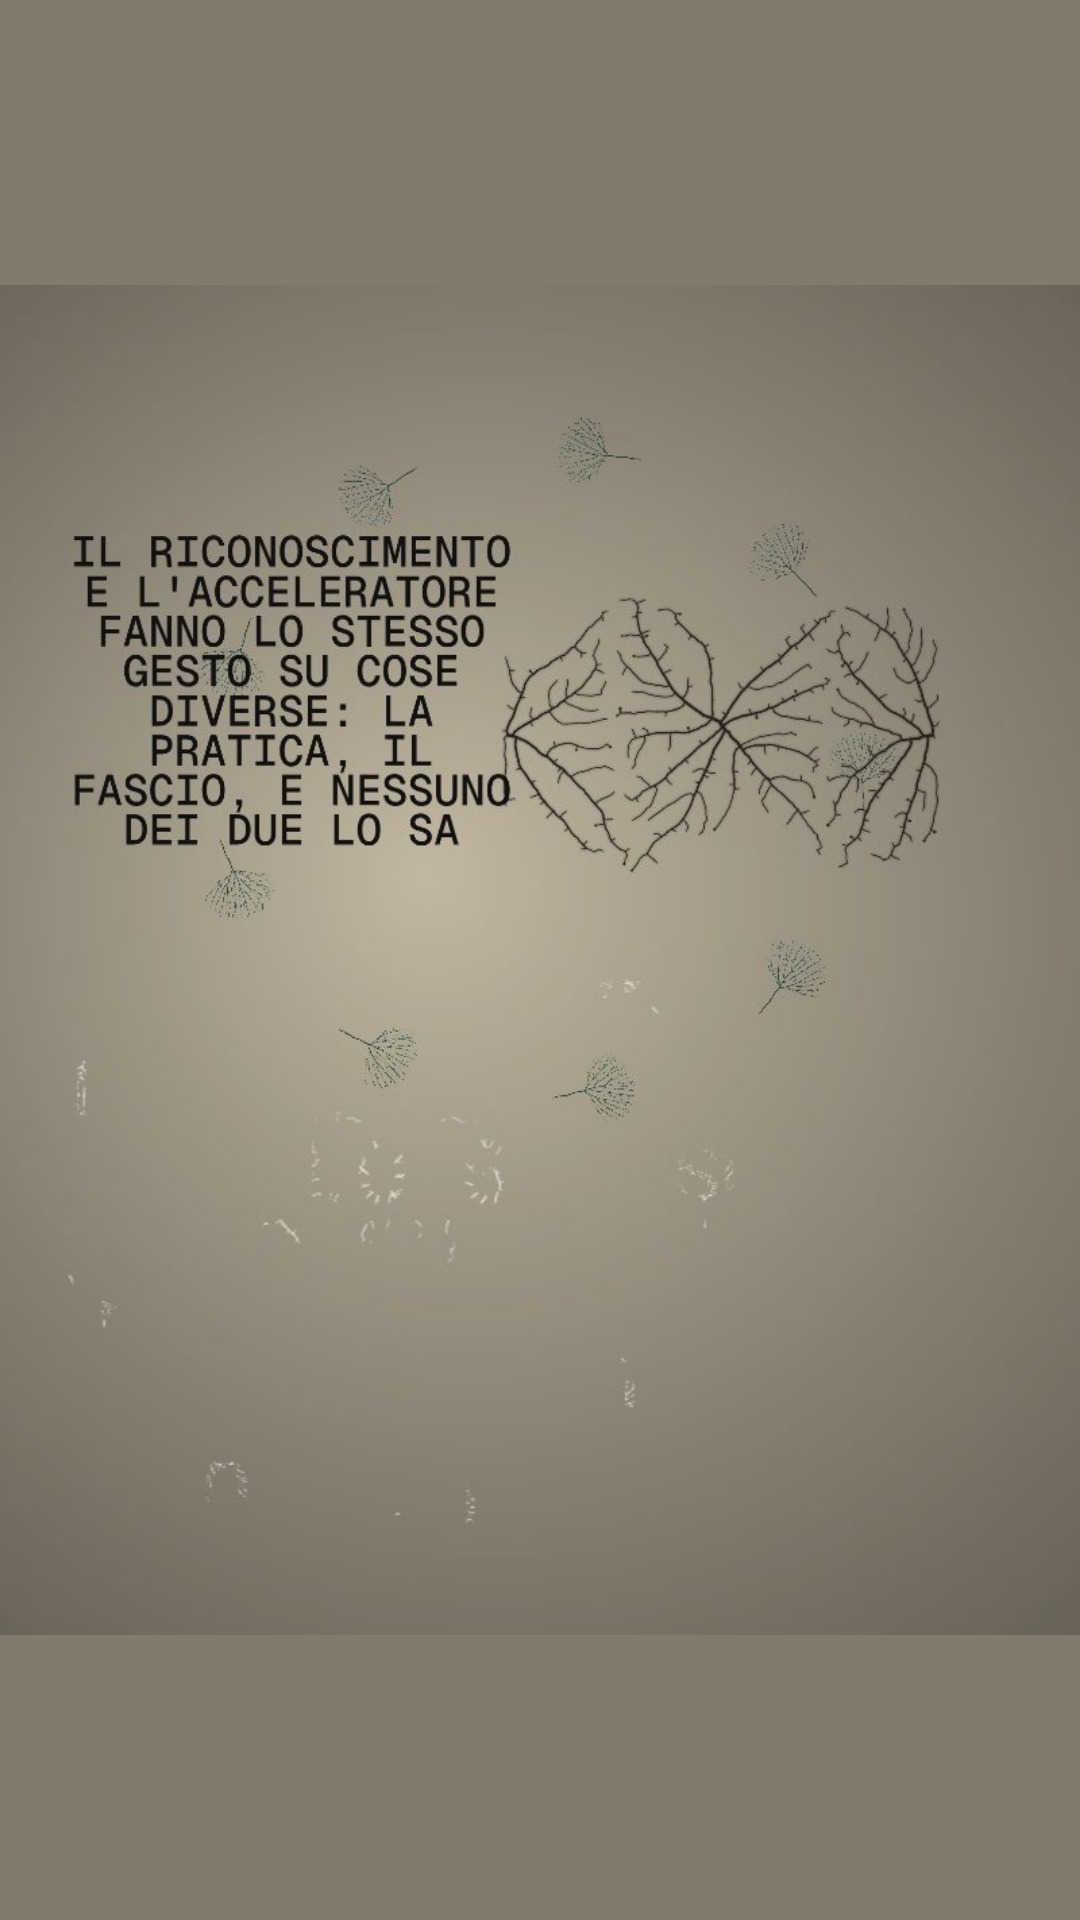 IL RICONOSCIMENTO
E L'ACCELERATORE
FANNO LO STESSO
GESTO SU COSE
DIVERSE: LA
PRATICA, IL
FASCIO, E NESSUNO
DEI DUE LO SA